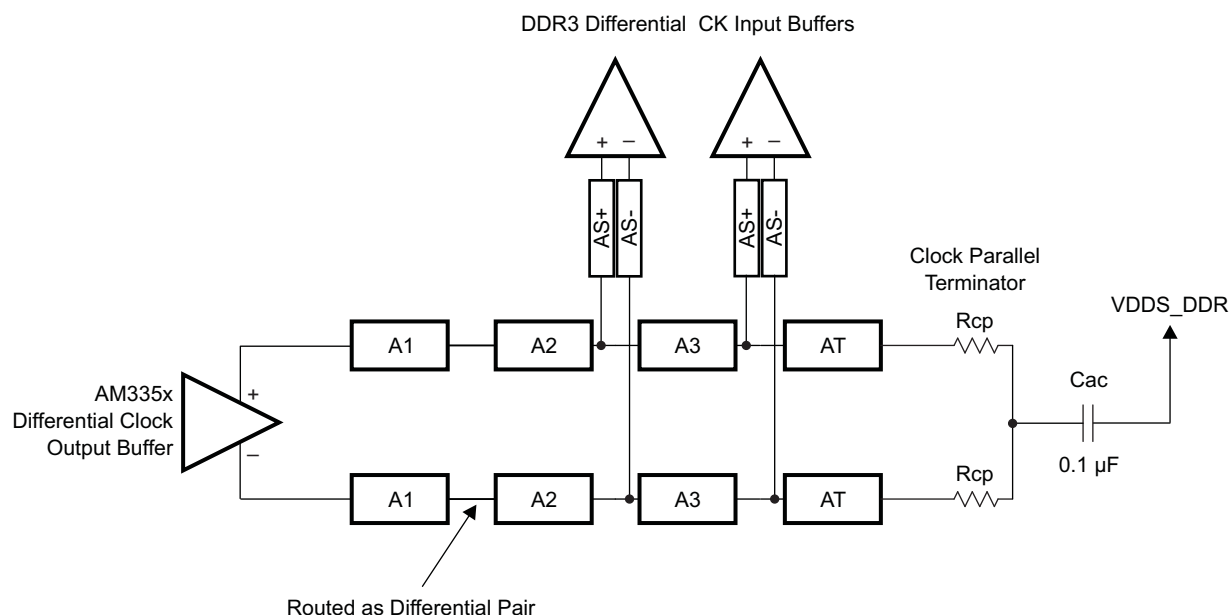 DDR3 Differential CK Input Buffers
+ −
+ −
AS+ AS-
AS+ AS-
Clock Parallel
Terminator
VDDS_DDR
A1 A2 A3 AT Rcp
AM335x
Differential Clock
Output Buffer
+
−
Cac
0.1 µF
A1 A2 A3 AT Rcp
Routed as Differential Pair